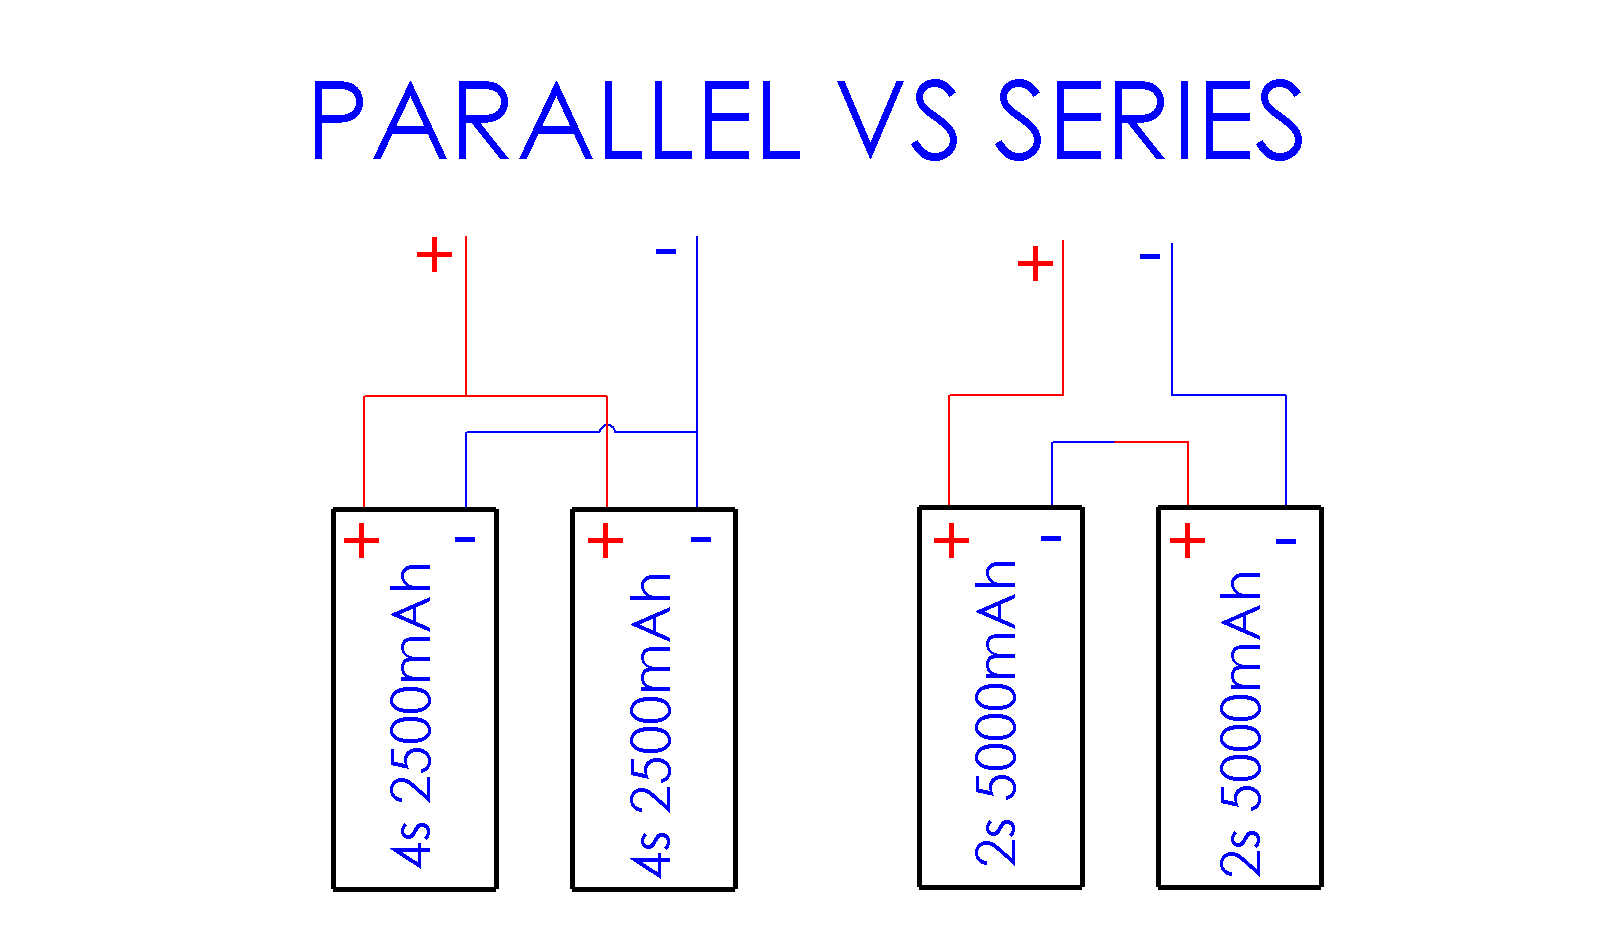 PARALLEL VS SERIES
+ -
+ -
+ -
4s 2500mAh
+ -
4s 2500mAh
+ -
2s 5000mAh
+ -
2s 5000mAh